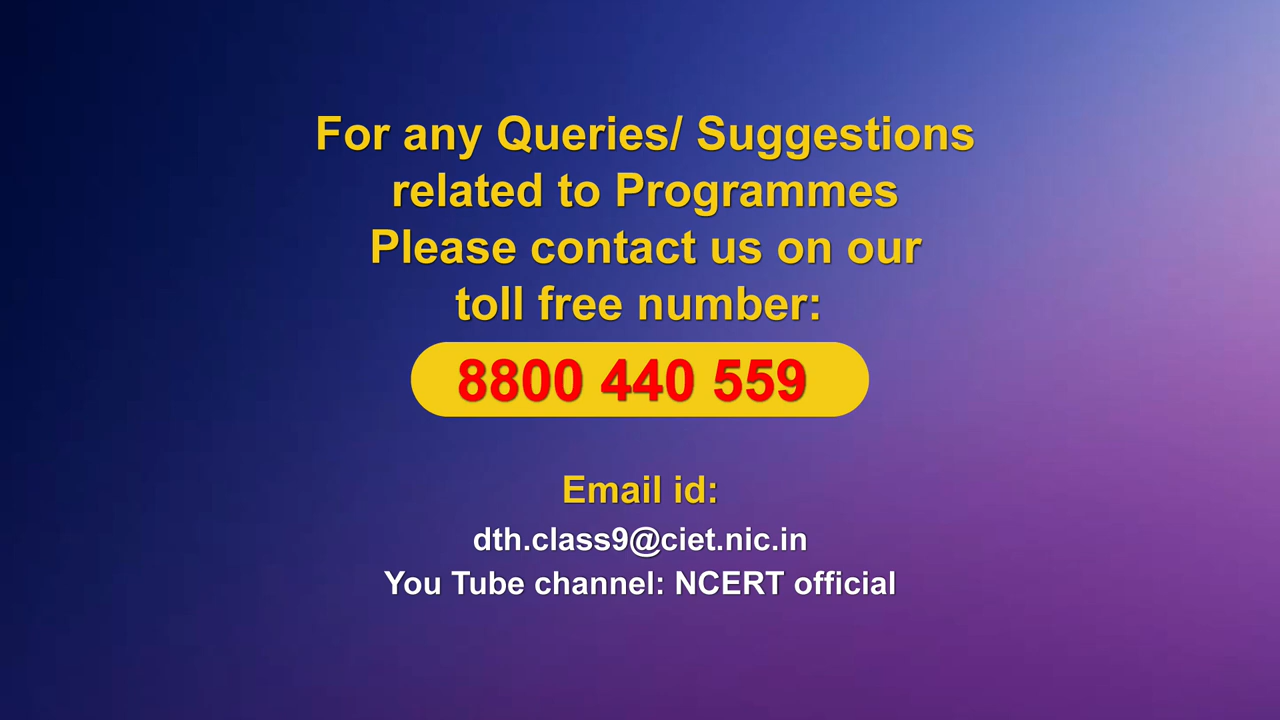 For any Queries/ Suggestions
related to Programmes
Please contact us on our
toll free number:
8800 440 559
Email id:
dth.class9@ciet.nic.in
You Tube channel: NCERT official